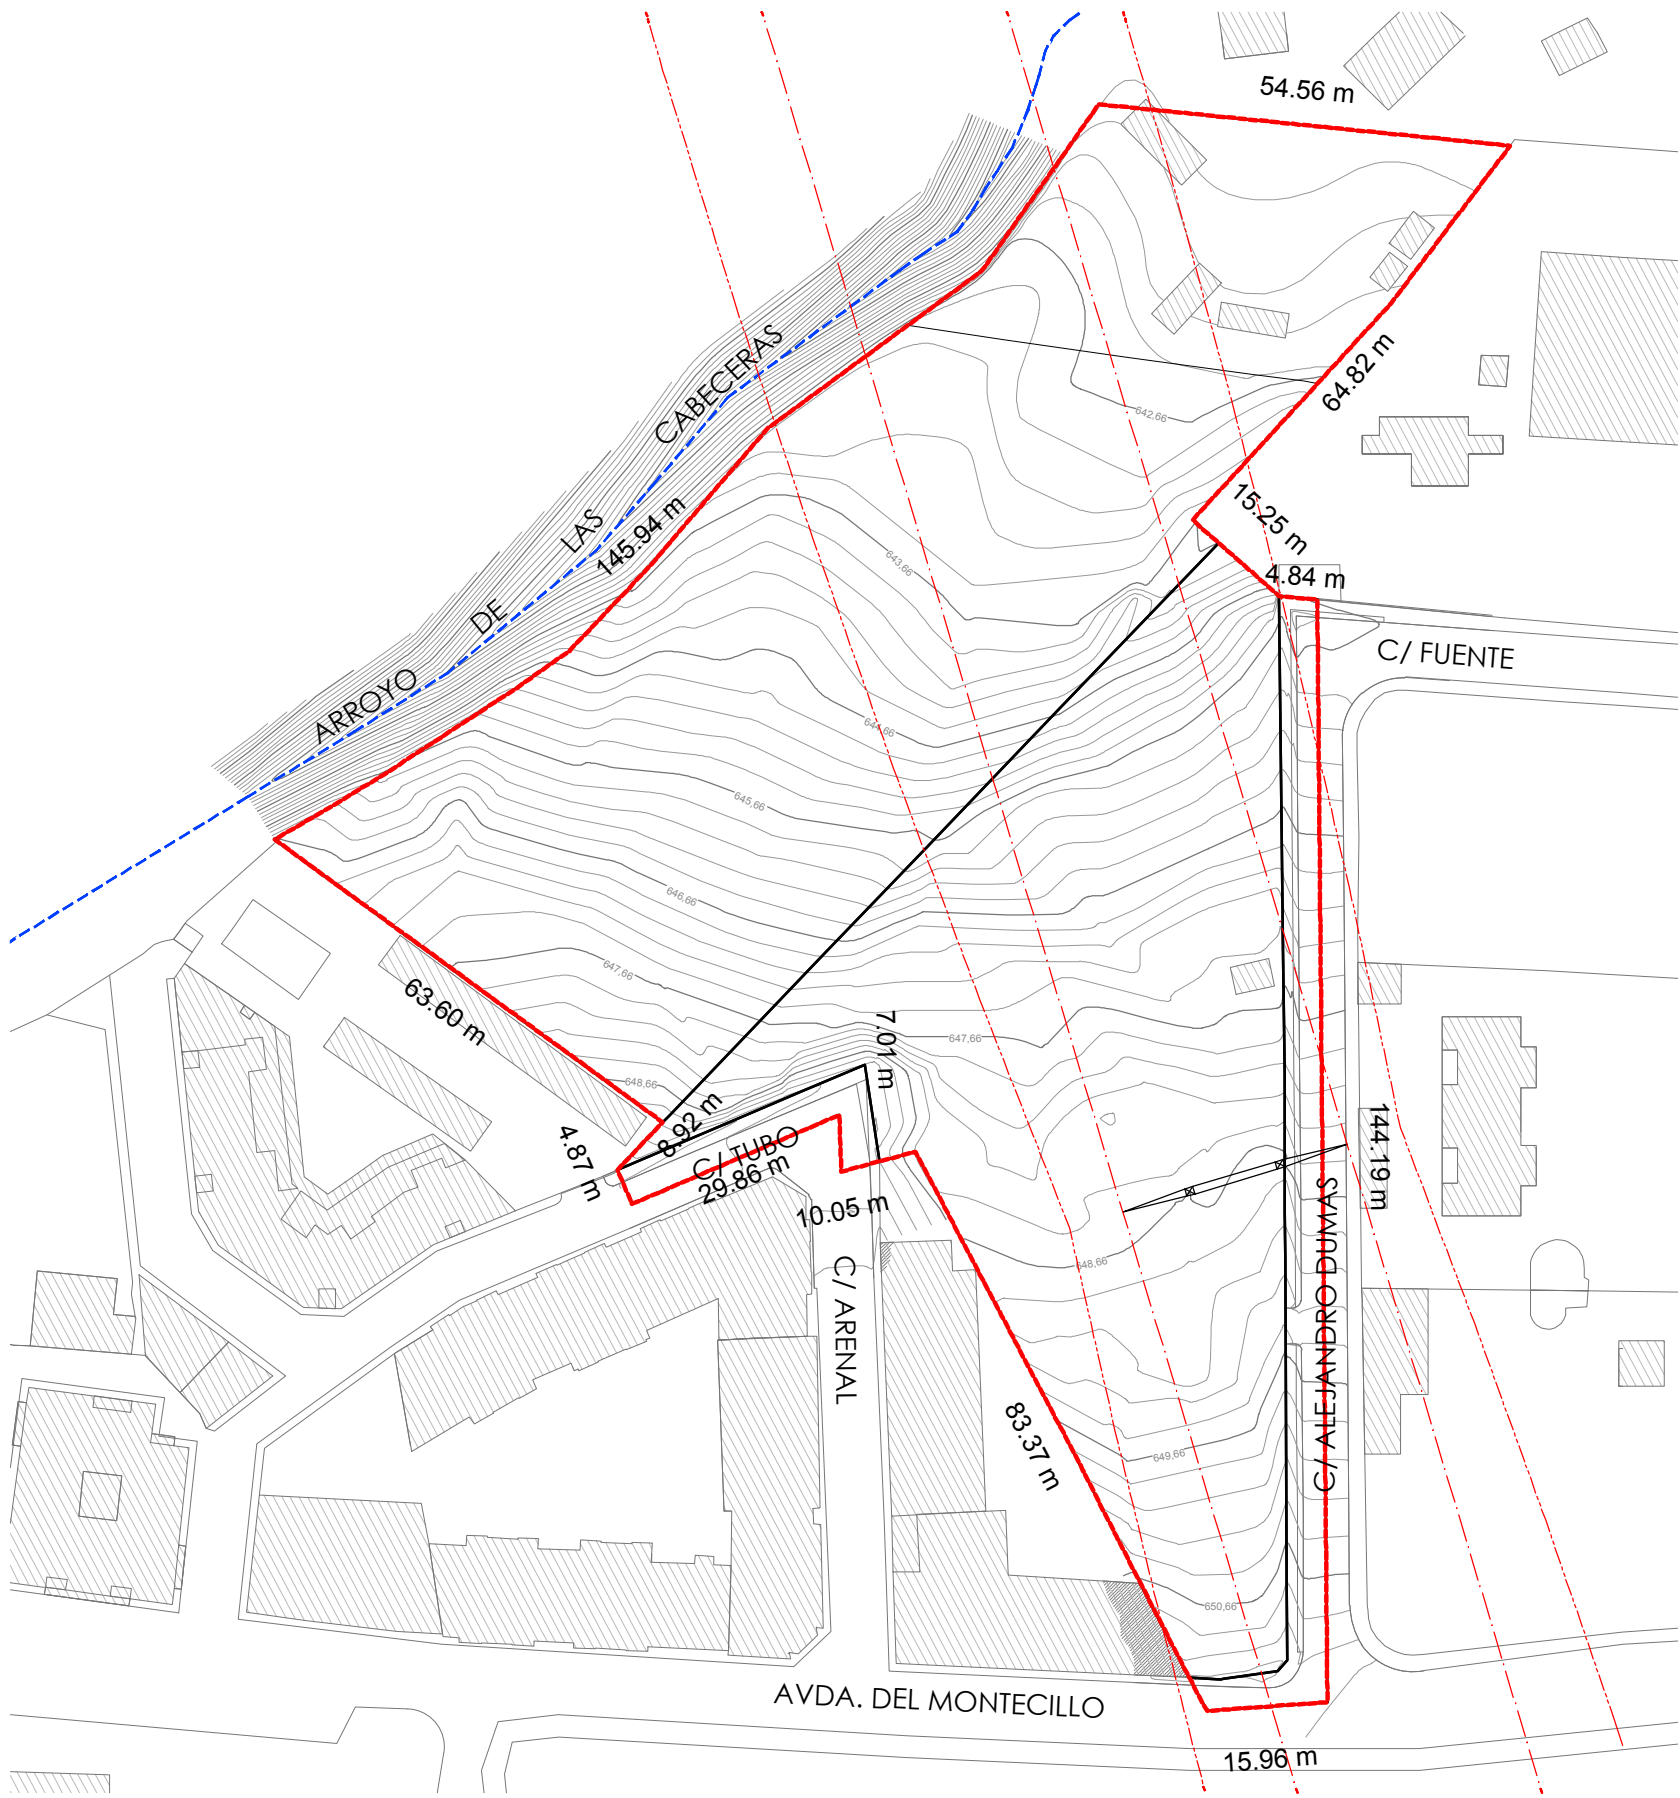 54.56 m
CABECERAS
64.82 m
642,66
15.25 m
LAS
145.94 m
643,66
4.84 m
DE
C/ FUENTE
ARROYO
644,66
645,66
646,66
647,66
63.60 m
7.01 m
647,66
648,66
8.92 m
4.87 m
C/ TUBO
29.86 m
144.19 m
10.05 m
648,66
C/ ARENAL
C/ ALEJANDRO DUMAS
83.37 m
649,66
650,66
AVDA. DEL MONTECILLO
15.96 m